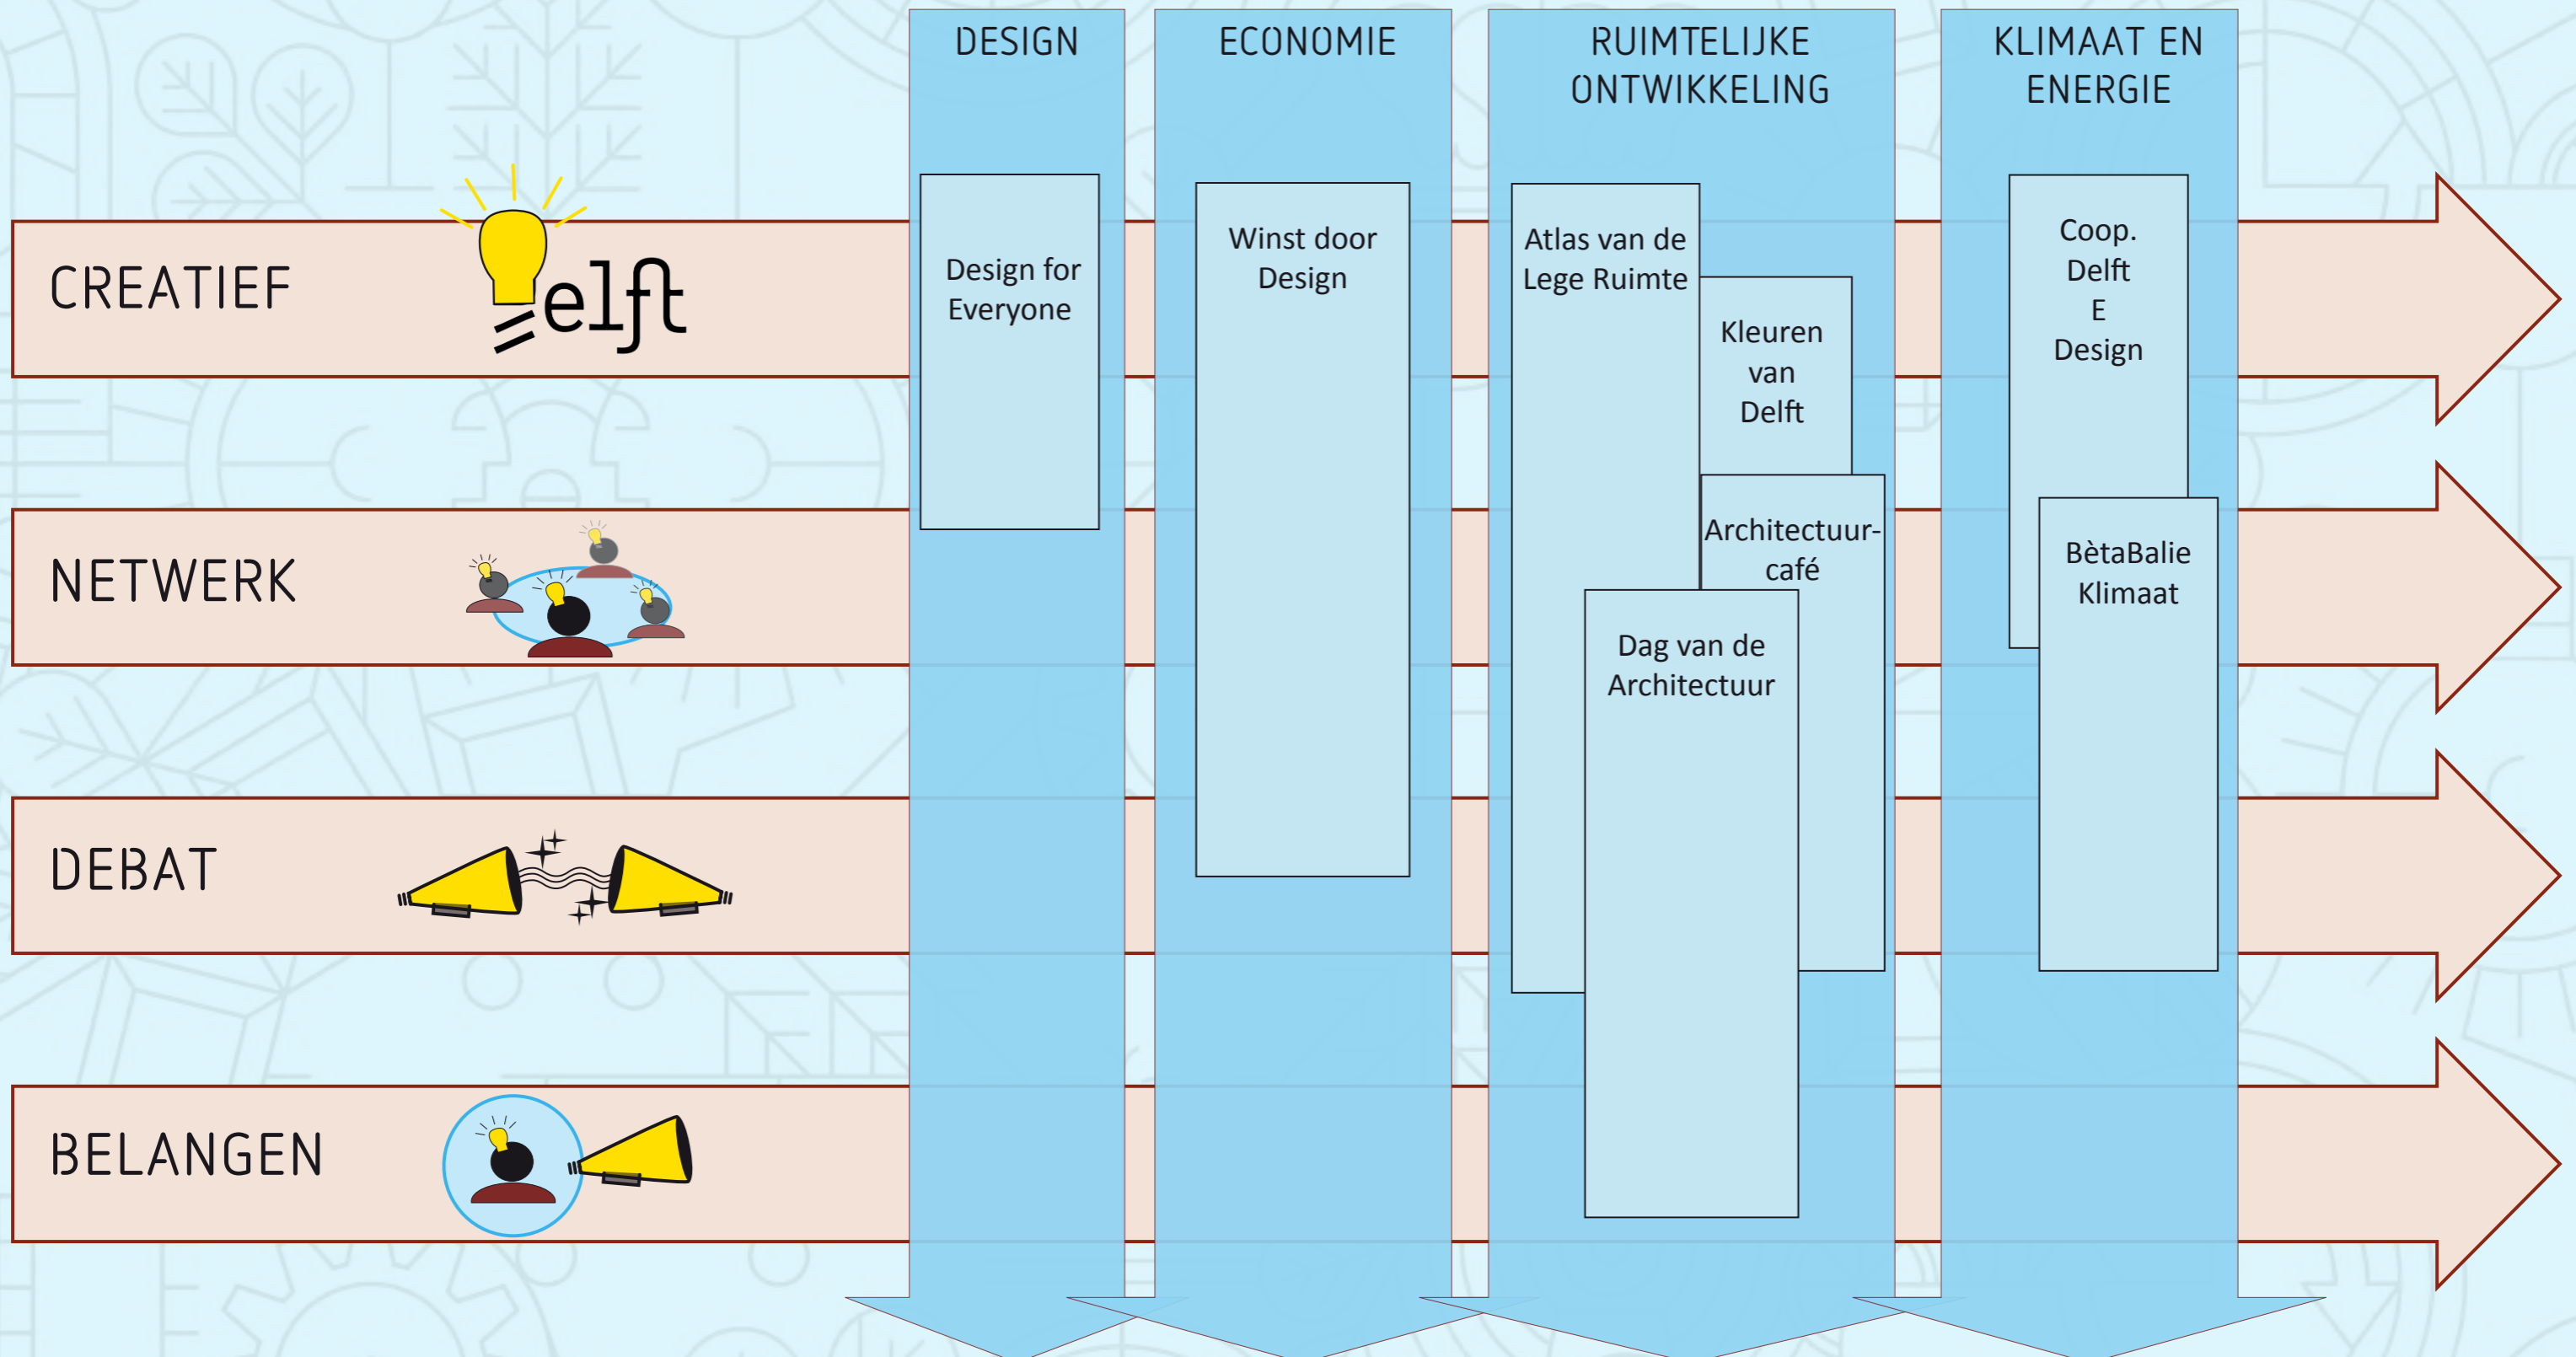 DESIGN
ECONOMIE
RUIMTELIJKE
ONTWIKKELING
KLIMAAT EN
ENERGIE
CREATIEF
elft
Design for
Everyone
Winst door
Design
Atlas van de
Lege Ruimte
Kleuren
van
Delft
Coop.
Delft
E
Design
NETWERK
Architectuur-
café
Dag van de
Architectuur
BètaBalie
Klimaat
DEBAT
BELANGEN